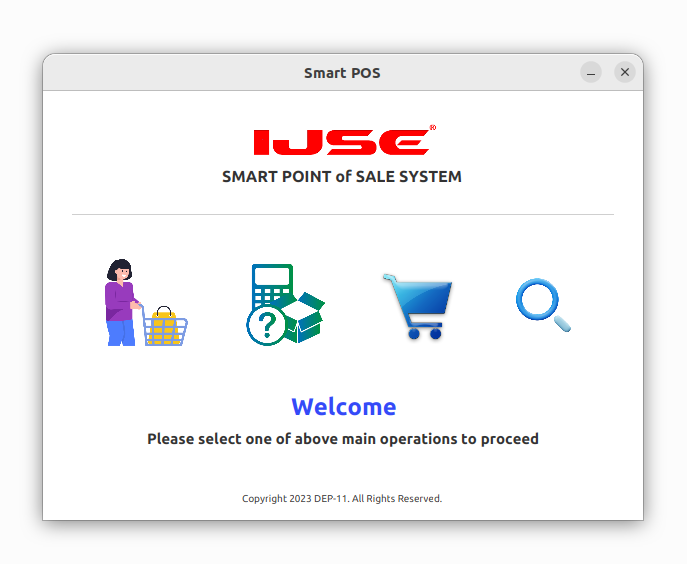 Smart POS
IJSE®
SMART POINT of SALE SYSTEM
?
Welcome
Please select one of above main operations to proceed
Copyright 2023 DEP-11. All Rights Reserved.